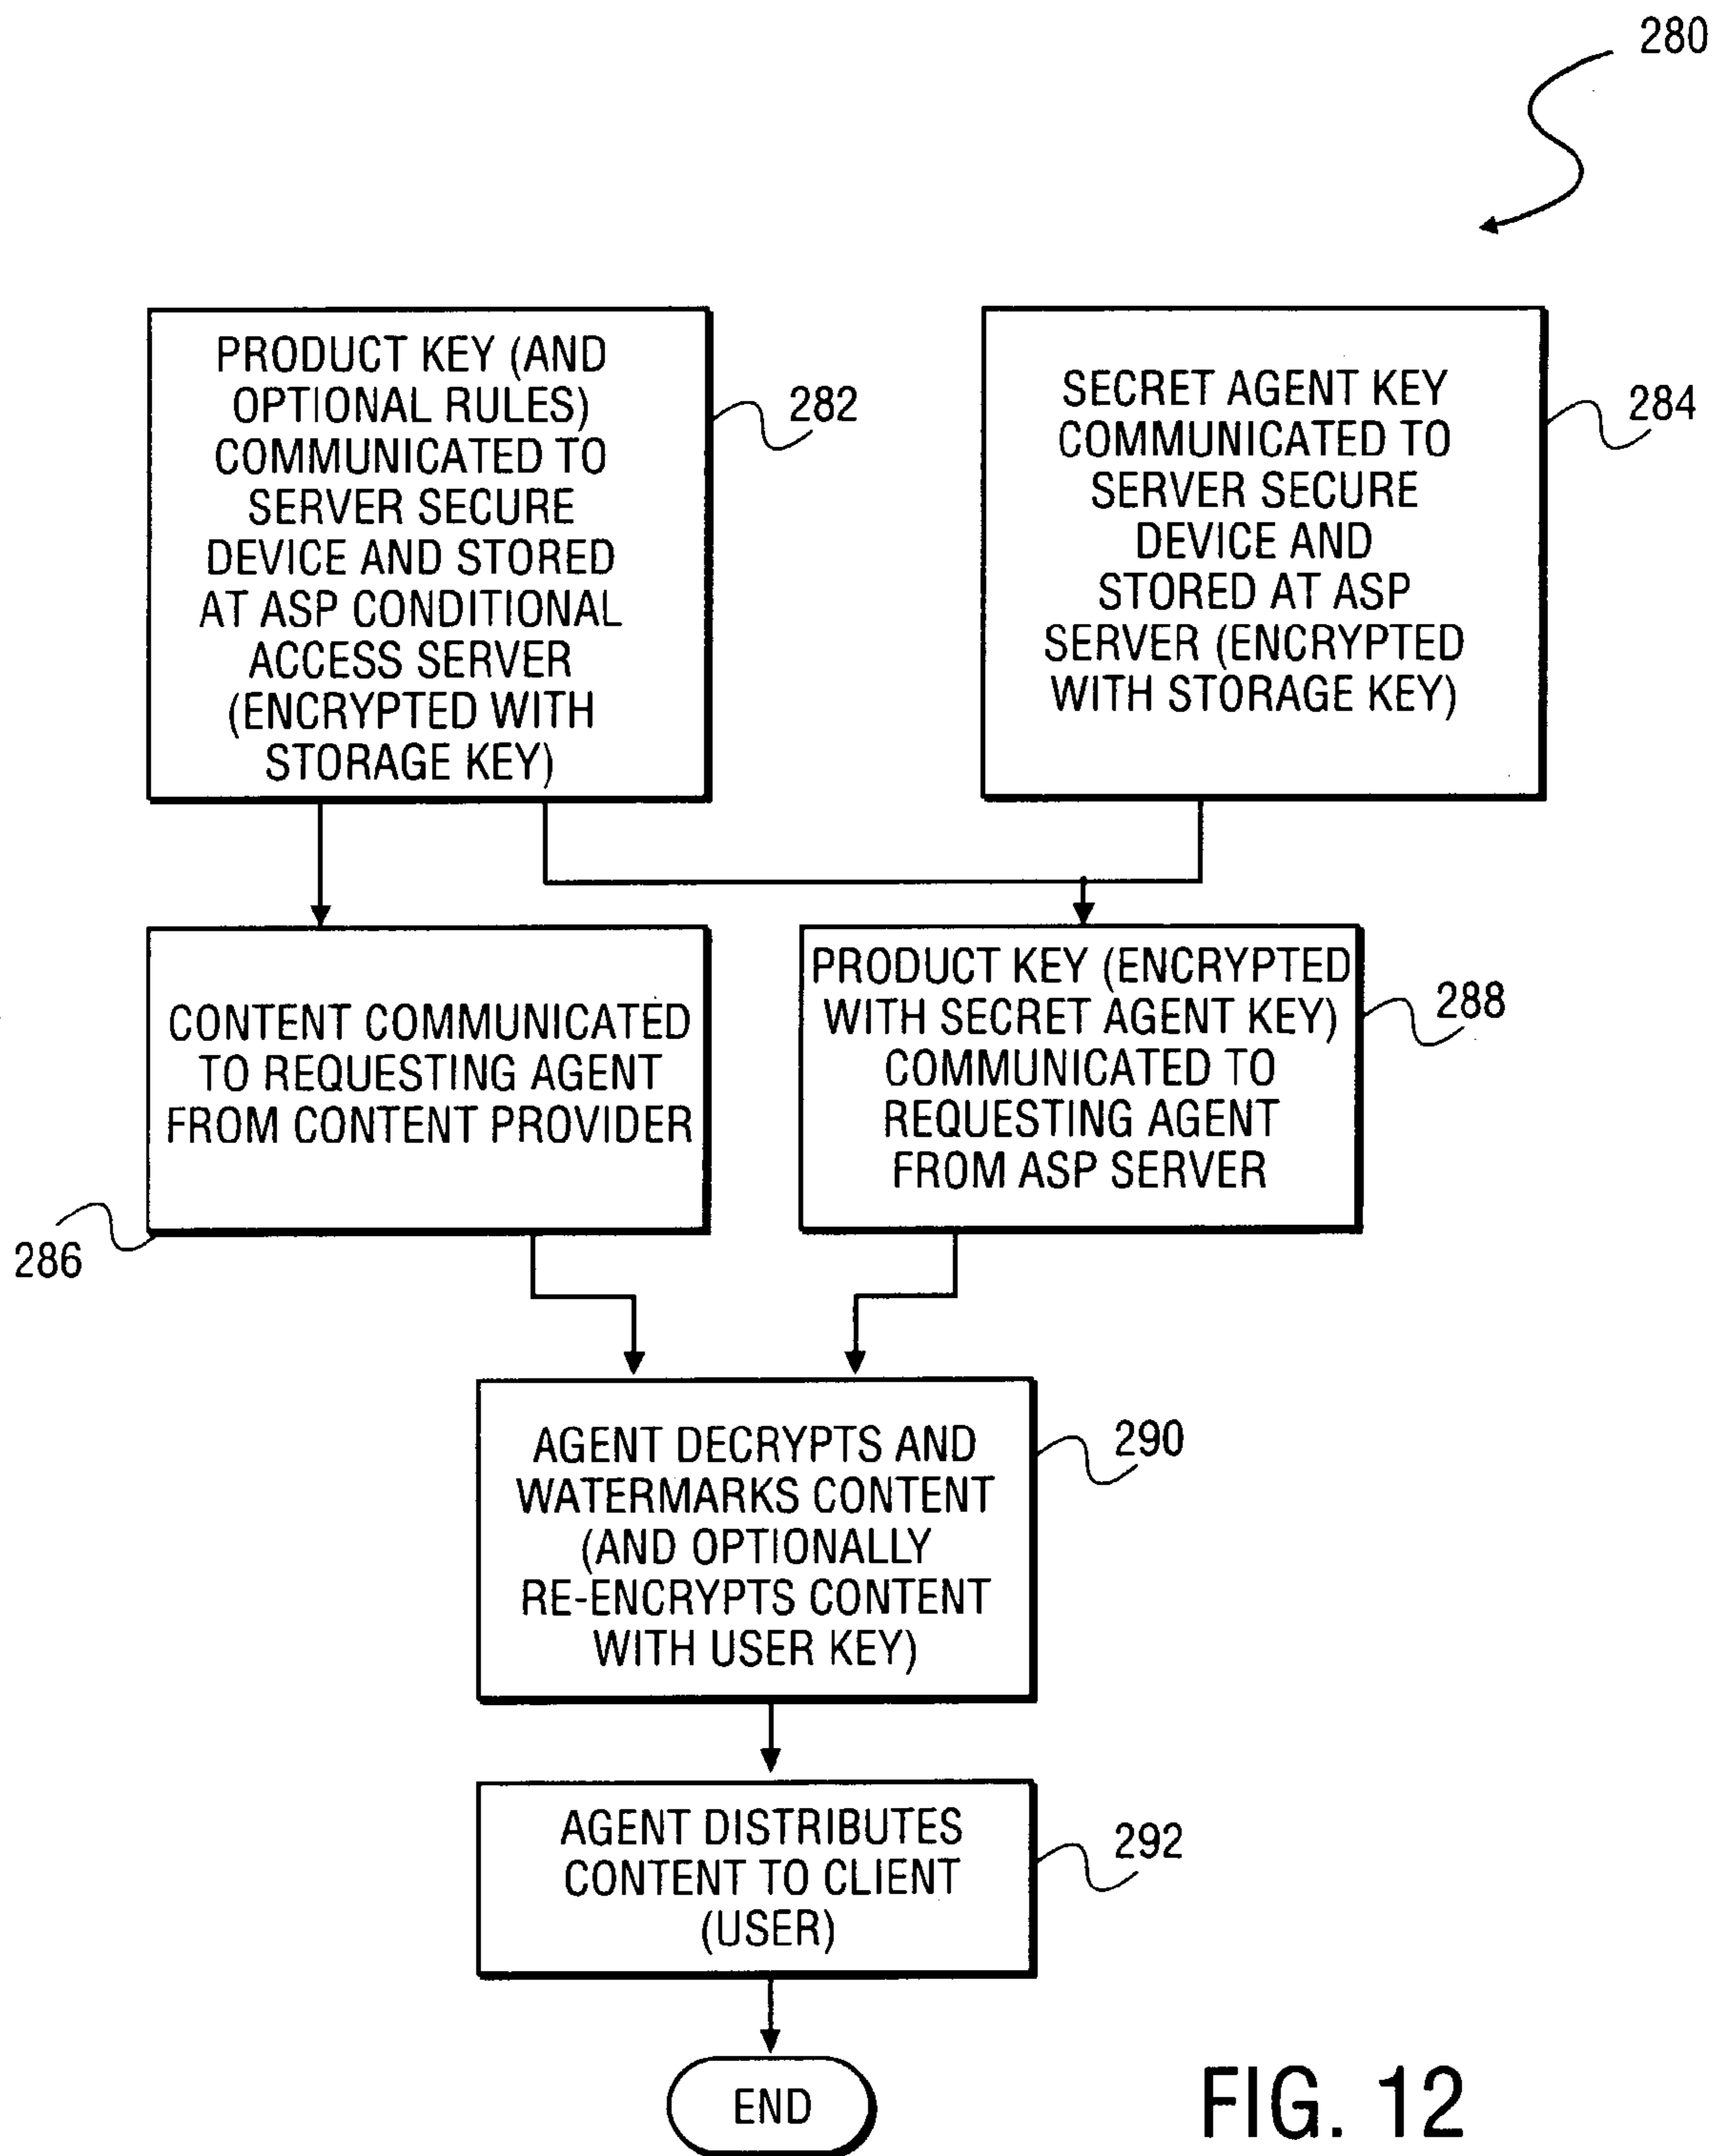 280
PRODUCT KEY (AND
OPTIONAL RULES)
COMMUNICATED TO
SERVER SECURE
DEVICE AND STORED
AT ASP CONDITIONAL
ACCESS SERVER
(ENCRYPTED WITH
STORAGE KEY)
282
SECRET AGENT KEY
COMMUNICATED TO
SERVER SECURE
DEVICE AND
STORED AT ASP
SERVER (ENCRYPTED
WITH STORAGE KEY)
284
CONTENT COMMUNICATED
TO REQUESTING AGENT
FROM CONTENT PROVIDER
286
PRODUCT KEY (ENCRYPTED
WITH SECRET AGENT KEY)
COMMUNICATED TO
REQUESTING AGENT
FROM ASP SERVER
288
AGENT DECRYPTS AND
WATERMARKS CONTENT
(AND OPTIONALLY
RE-ENCRYPTS CONTENT
WITH USER KEY)
290
AGENT DISTRIBUTES
CONTENT TO CLIENT
(USER)
292
END
FIG. 12